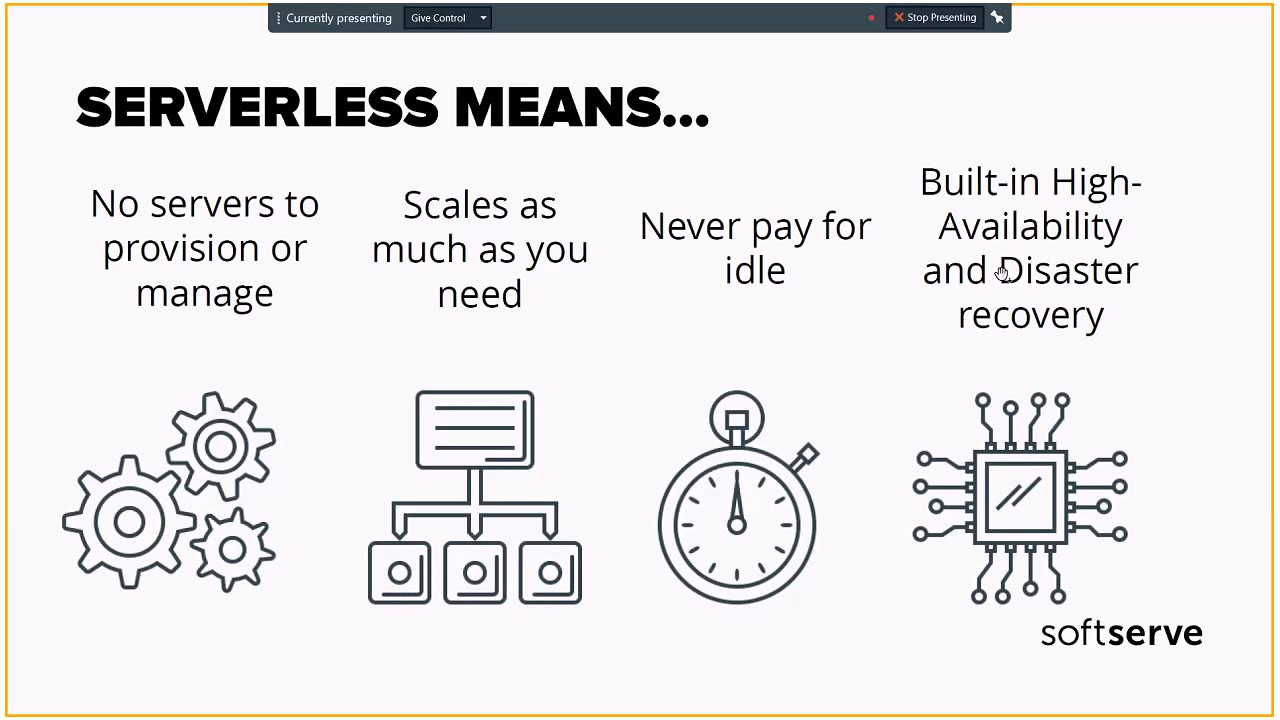 Currently presenting
Give Control
Stop Presenting
SERVERLESS MEANS...
No servers to
provision or
manage
Scales as
much as you
need
Never pay for
idle
Built-in High-
Availability
and Disaster
recovery
softserve